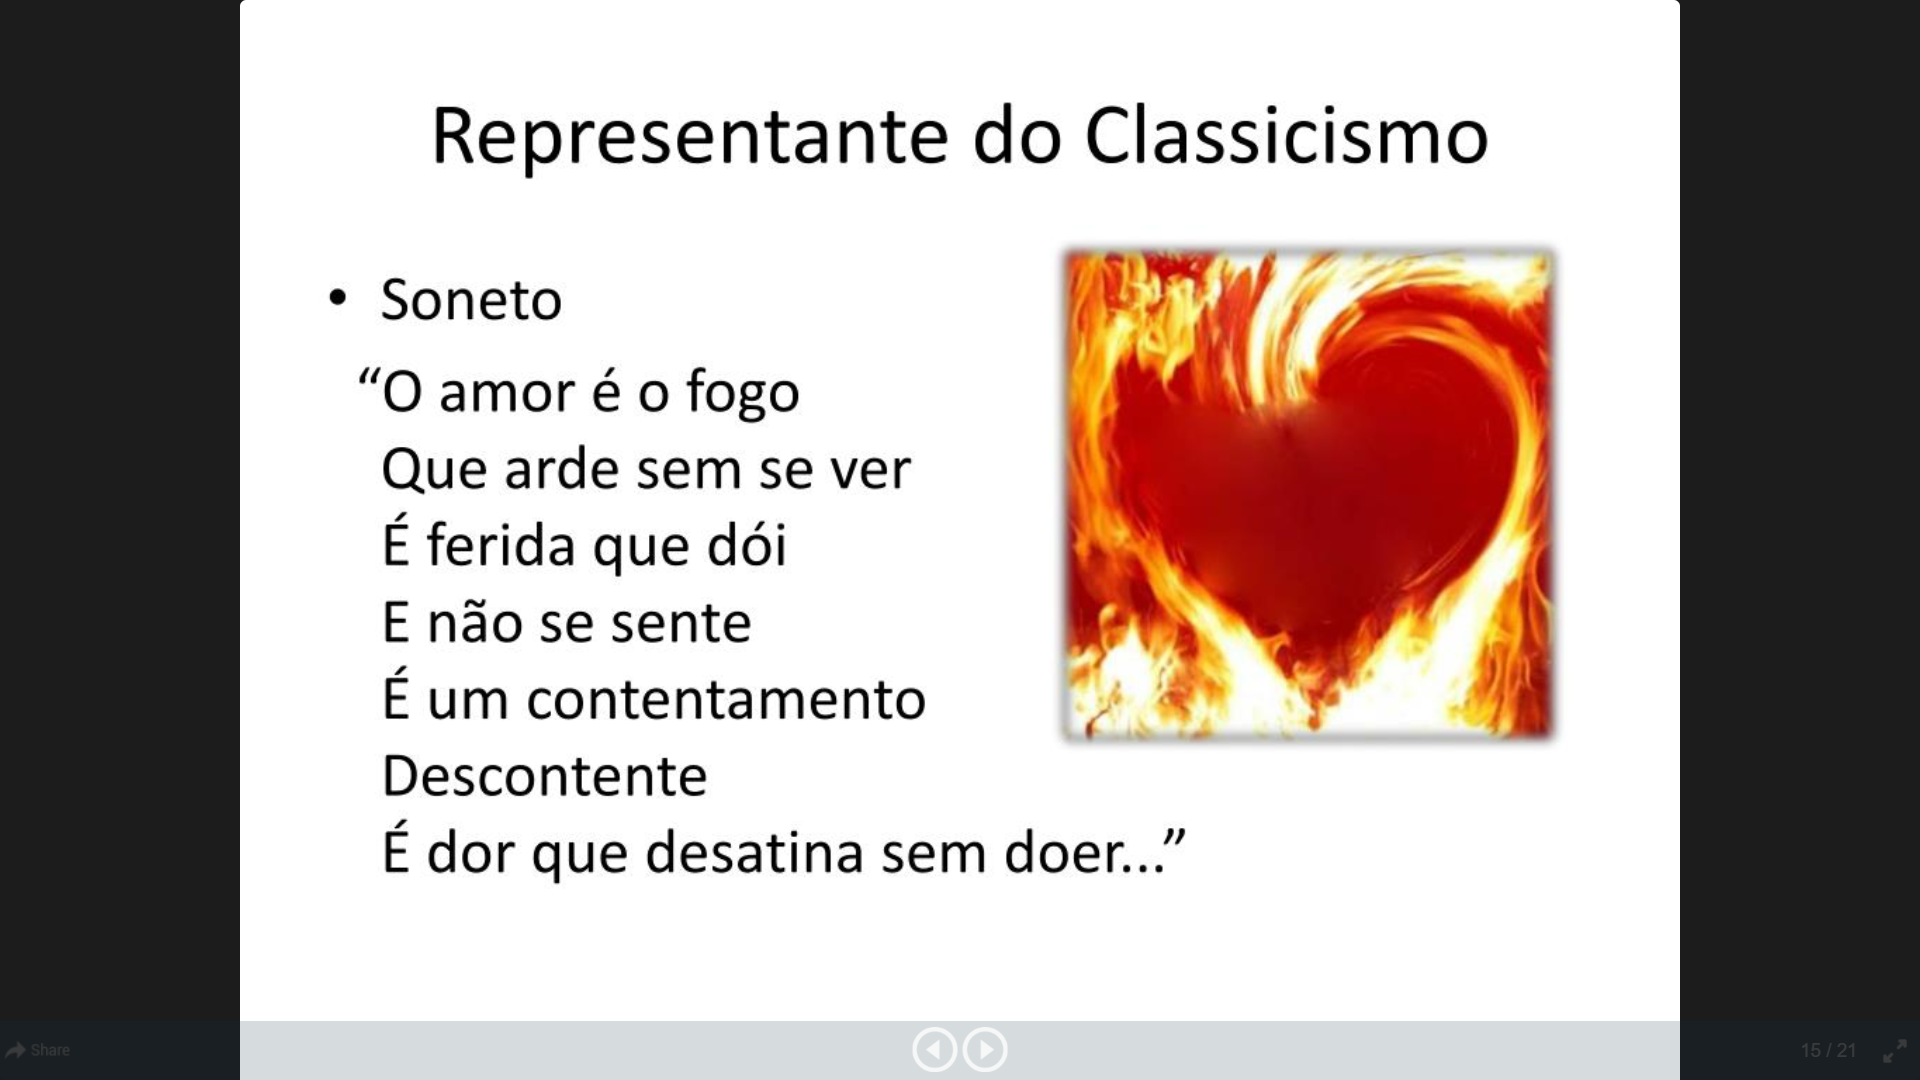 Representante do Classicismo
• Soneto
“O amor é o fogo
Que arde sem se ver
É ferida que dói
E não se sente
É um contentamento
Descontente
É dor que desatina sem doer...”
Share
15 / 21